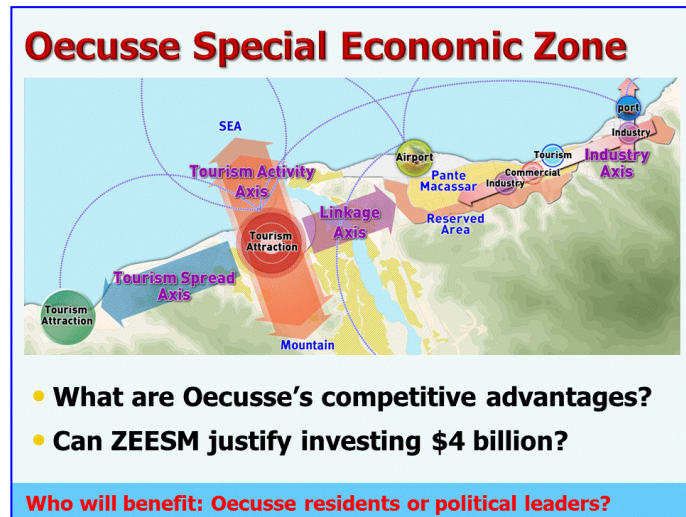 Oecusse Special Economic Zone
SEA
port
Industry
Tourism Activity
Axis
Airport
Tourism
Industry
Axis
Pante
Macassar
Commercial
Industry
Linkage
Axis
Reserved
Area
Tourism
Attraction
Tourism Spread
Axis
Tourism
Attraction
Mountain
• What are Oecusse's competitive advantages?
• Can ZEESM justify investing $4 billion?
Who will benefit: Oecusse residents or political leaders?